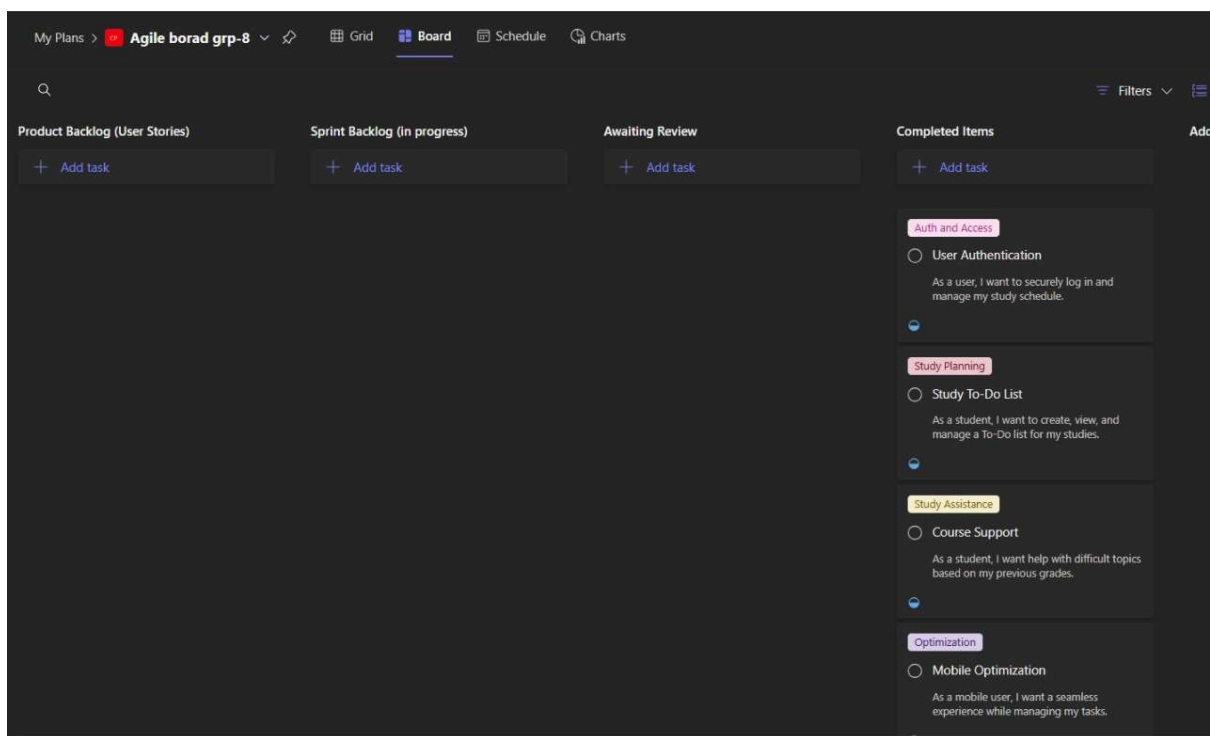 My Plans > CP Agile borad grp-8 Grid Board Schedule Charts
Filters
Product Backlog (User Stories) Sprint Backlog (in progress) Awaiting Review Completed Items Add
+ Add task + Add task + Add task + Add task
Auth and Access
User Authentication
As a user, I want to securely log in and
manage my study schedule.
Study Planning
Study To-Do List
As a student, I want to create, view, and
manage a To-Do list for my studies.
Study Assistance
Course Support
As a student, I want help with difficult topics
based on my previous grades.
Optimization
Mobile Optimization
As a mobile user, I want a seamless
experience while managing my tasks.